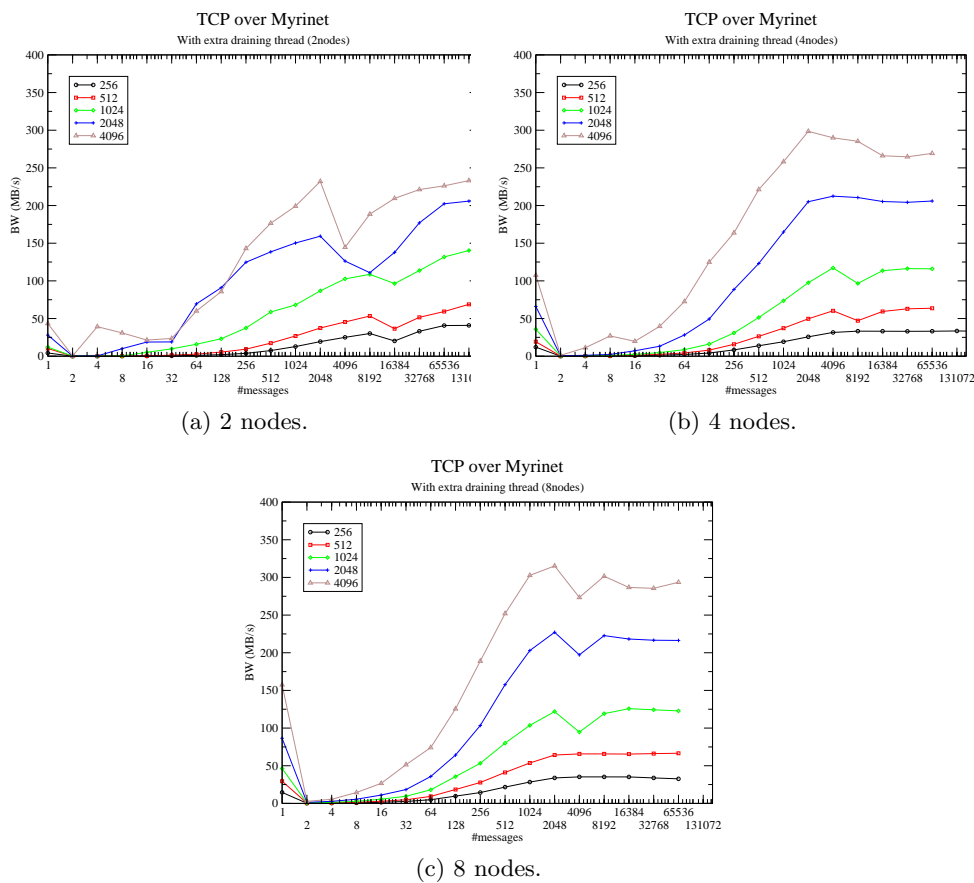 TCP over Myrinet
With extra draining thread (2nodes)
400
350
300
250
200
150
100
50
0
BW (MB/s)
256
512
1024
2048
4096
1 4 16 64 256 1024 4096 16384 65536
2 8 32 128 512 2048 8192 32768 1310
#messages
(a) 2 nodes.
TCP over Myrinet
With extra draining thread (4nodes)
400
350
300
250
200
150
100
50
0
BW (MB/s)
256
512
1024
2048
4096
1 4 16 64 256 1024 4096 16384 65536
2 8 32 128 512 2048 8192 32768 131072
#messages
(b) 4 nodes.
TCP over Myrinet
With extra draining thread (8nodes)
400
350
300
250
200
150
100
50
0
BW (MB/s)
256
512
1024
2048
4096
1 4 16 64 256 1024 4096 16384 65536
2 8 32 128 512 2048 8192 32768 131072
#messages
(c) 8 nodes.